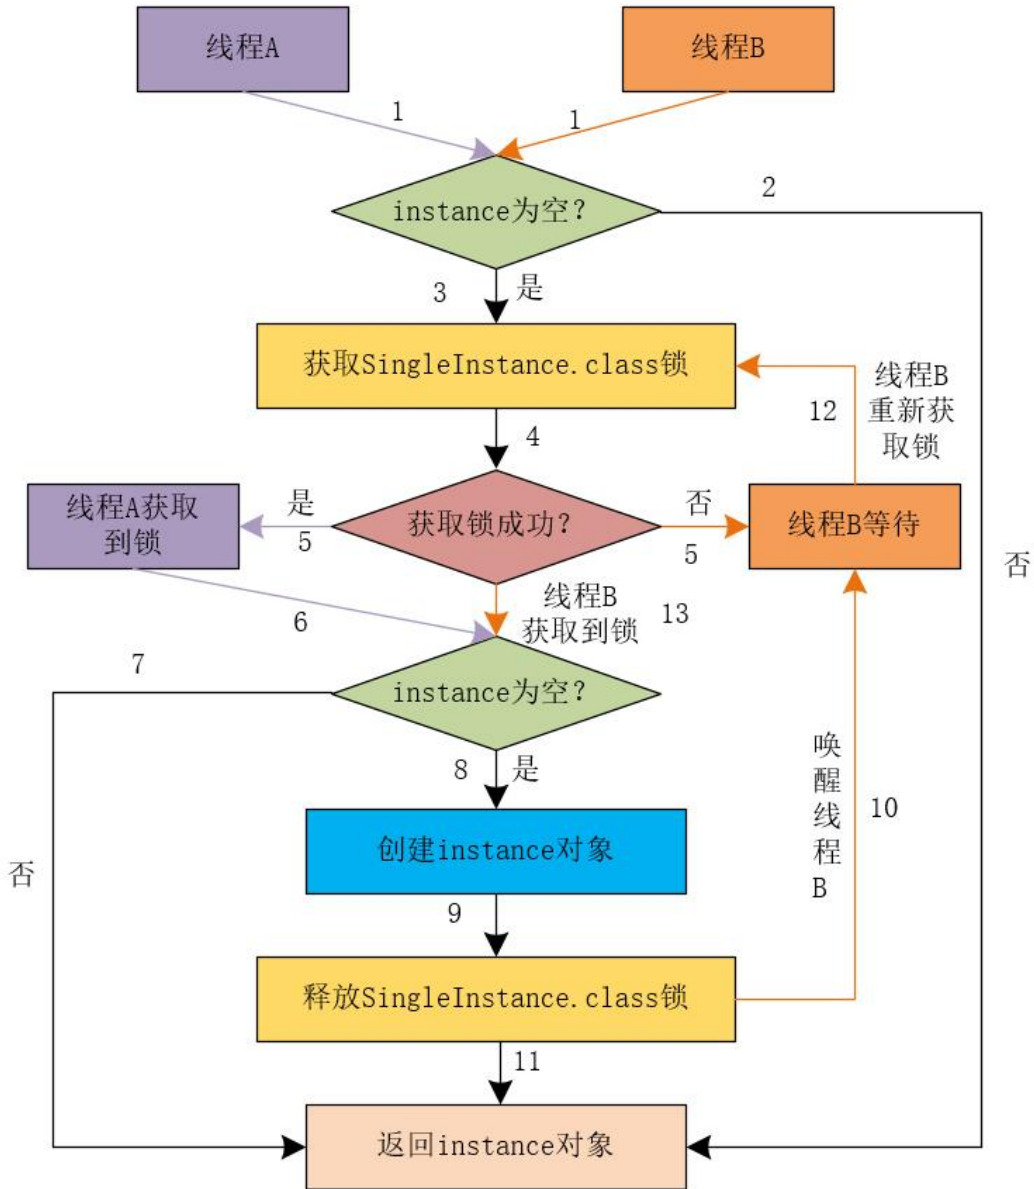 线程A
线程B
1
1
instance为空?
2
3
是
获取SingleInstance.class锁
线程B
重新获
取锁
12
4
线程A获取
到锁
是
5
获取锁成功?
否
5
线程B等待
否
线程B
获取到锁
13
6
7
instance为空?
8
是
唤
醒
线
程
B
10
创建instance对象
否
9
释放SingleInstance.class锁
11
返回instance对象